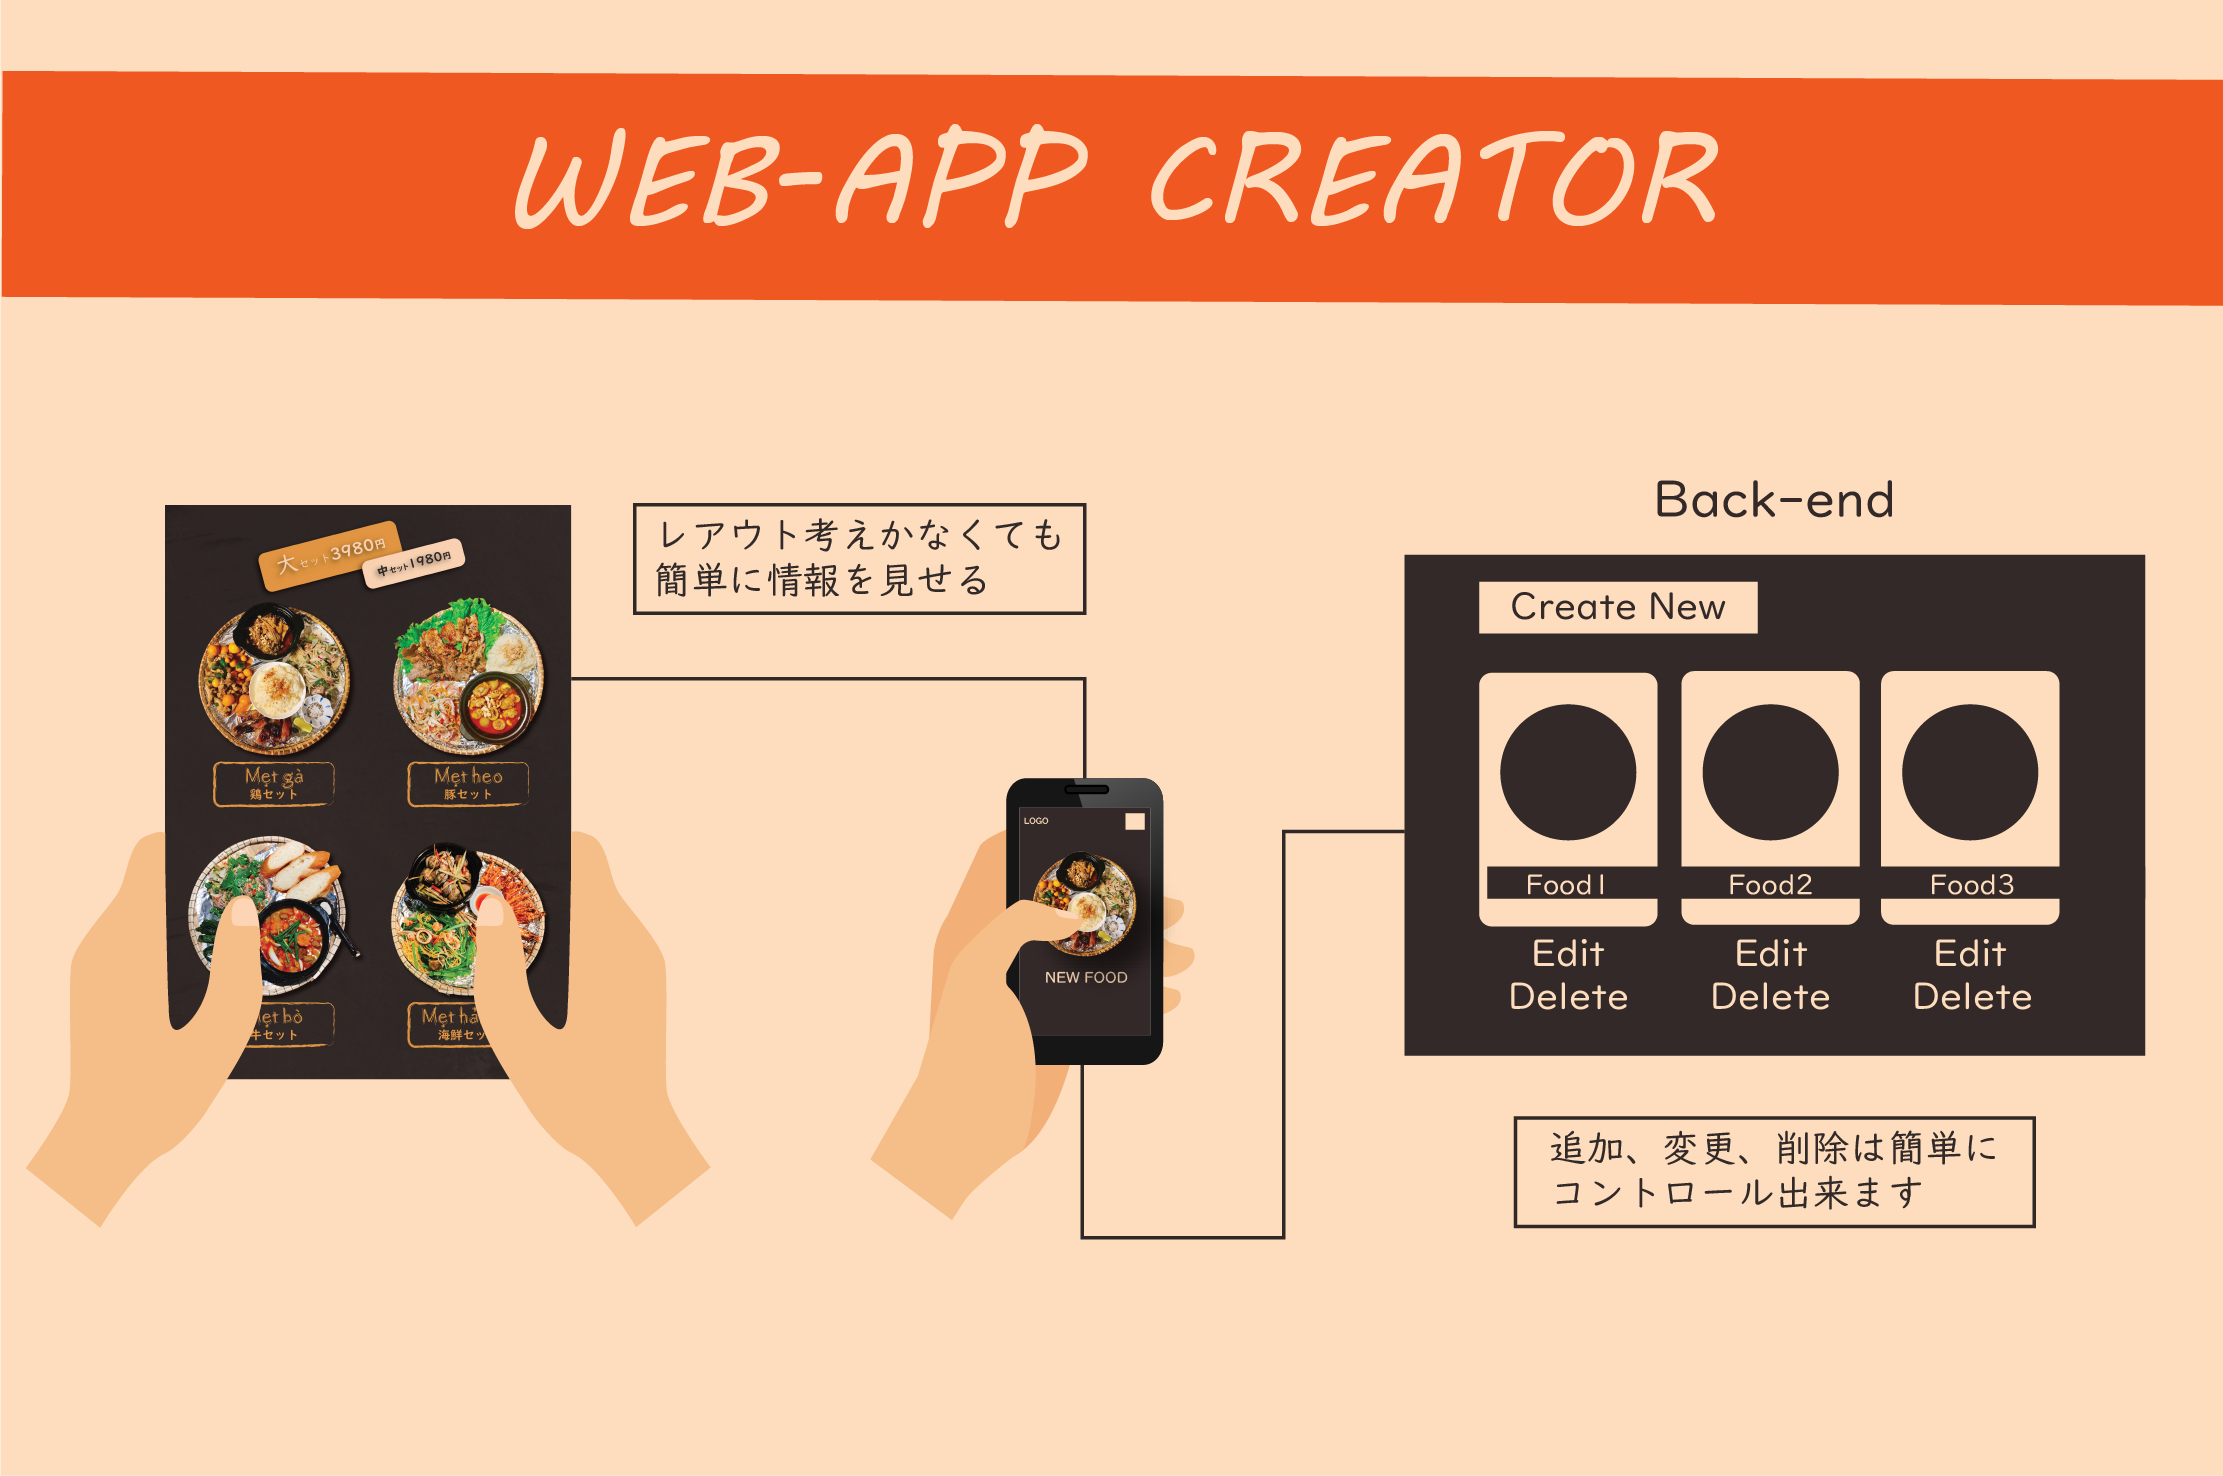 WEB-APP CREATOR
大セット3980円
中セット1980円
Mẹt gà
鶏セット
Mẹt heo
豚セット
ẹt bò
牛セット
Mẹt hả
海鮮セッ
レアウト考えかなくても
簡単に情報を見せる
LOGO
NEW FOOD
Back-end
Create New
Food1
Food2
Food3
Edit
Edit
Edit
Delete
Delete
Delete
追加、変更、削除は簡単に
コントロール出来ます